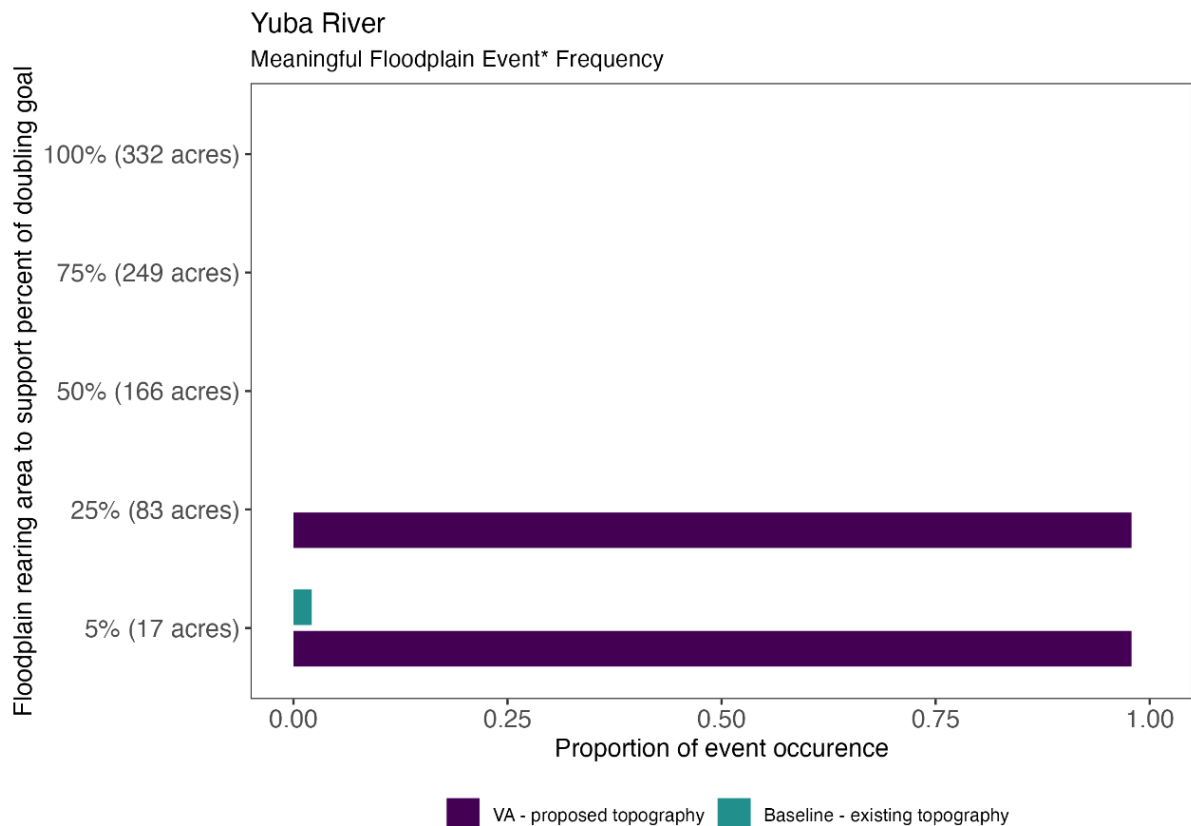 Yuba River
Meaningful Floodplain Event* Frequency
Floodplain rearing area to support percent of doubling goal
100% (332 acres)
75% (249 acres)
50% (166 acres)
25% (83 acres)
5% (17 acres)
0.00 0.25 0.50 0.75 1.00
Proportion of event occurence
VA - proposed topography Baseline - existing topography